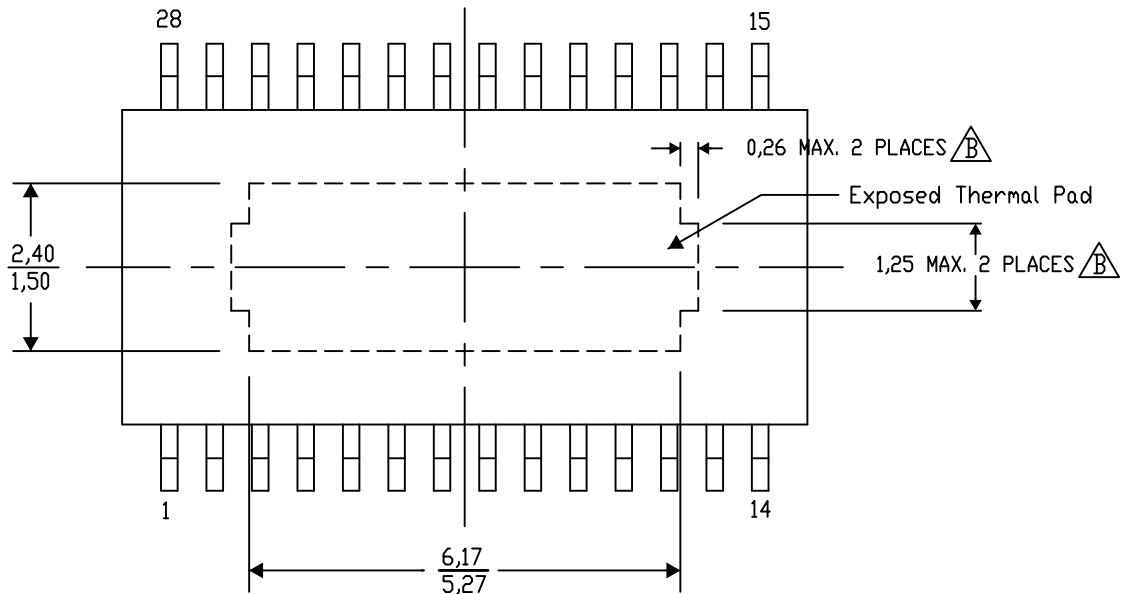 28
15
0,26 MAX. 2 PLACES B
Exposed Thermal Pad
2,40
1,50
1,25 MAX. 2 PLACES B
1
14
6,17
5,27